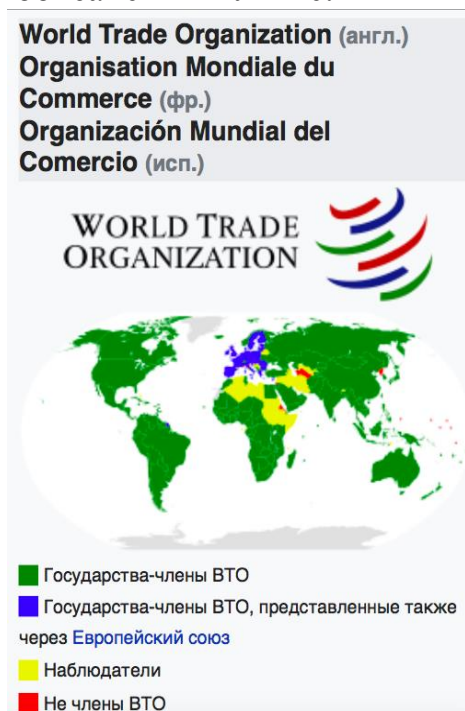 World Trade Organization (англ.)
Organisation Mondiale du
Commerce (фр.)
Organización Mundial del
Comercio (исп.)
WORLD TRADE
ORGANIZATION
Государства-члены ВТО
Государства-члены ВТО, представленные также
через Европейский союз
Наблюдатели
Не члены ВТО